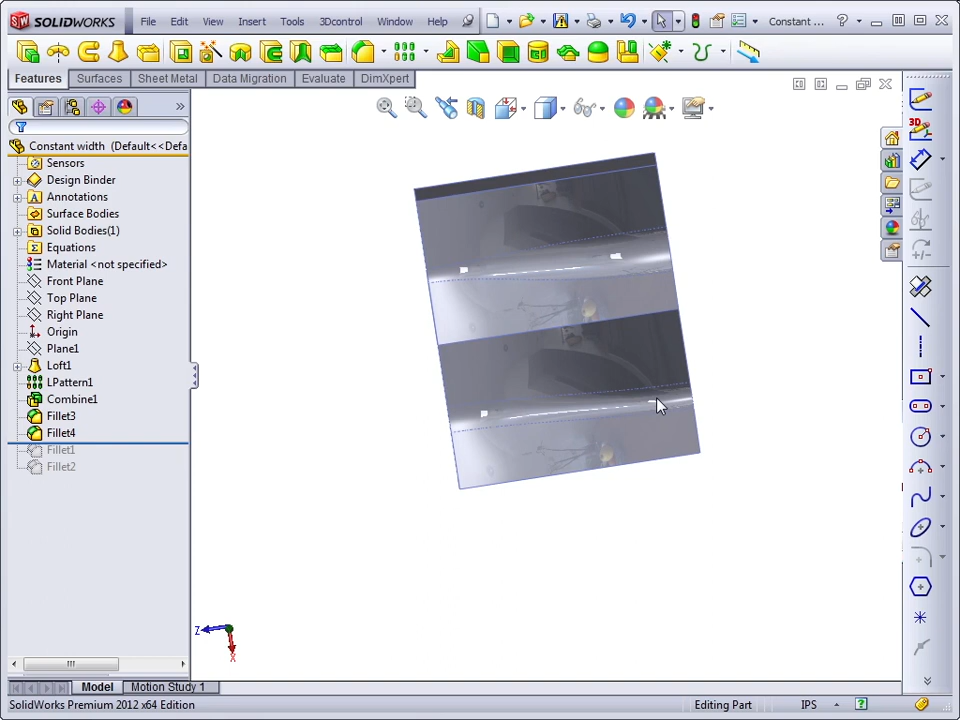 SOLIDWORKS
File Edit View Insert Tools 3Dcontrol Window Help
Constant ...
Features Surfaces Sheet Metal Data Migration Evaluate DimXpert
Constant width (Default<<Defa
Sensors
Design Binder
Annotations
Surface Bodies
Solid Bodies(1)
Equations
Material <not specified>
Front Plane
Top Plane
Right Plane
Origin
Plane1
Loft1
LPattern1
Combine1
Fillet3
Fillet4
Fillet1
Fillet2
3D
Z
X
Model Motion Study 1
SolidWorks Premium 2012 x64 Edition
Editing Part
IPS